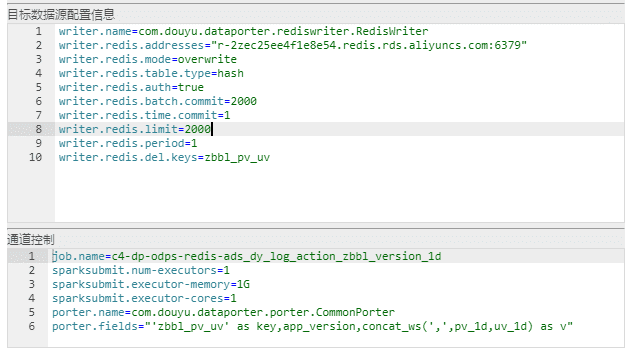 目标数据源配置信息
1 writer.name=com.douyu.dataporter.rediswriter.RedisWriter
2 writer.redis.addresses="r-2zec25ee4f1e8e54.redis.rds.aliyuncs.com:6379"
3 writer.redis.mode=overwrite
4 writer.redis.table.type=hash
5 writer.redis.auth=true
6 writer.redis.batch.commit=2000
7 writer.redis.time.commit=1
8 writer.redis.limit=2000
9 writer.redis.period=1
10 writer.redis.del.keys=zbbl_pv_uv
通道控制
1 job.name=c4-dp-odps-redis-ads_dy_log_action_zbbl_version_1d
2 sparksubmit.num-executors=1
3 sparksubmit.executor-memory=1G
4 sparksubmit.executor-cores=1
5 porter.name=com.douyu.dataporter.porter.CommonPorter
6 porter.fields="'zbbl_pv_uv' as key,app_version,concat_ws(',',pv_1d,uv_1d) as v"